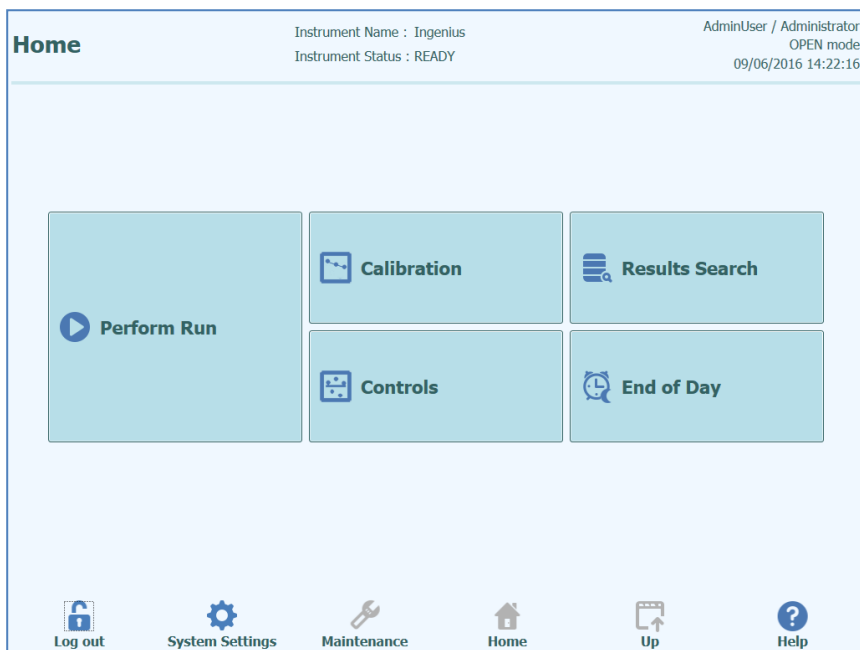 Home
Instrument Name : Ingenius
Instrument Status : READY
AdminUser / Administrator
OPEN mode
09/06/2016 14:22:16
Perform Run
Calibration
Results Search
Controls
End of Day
Log out
System Settings
Maintenance
Home
Up
Help